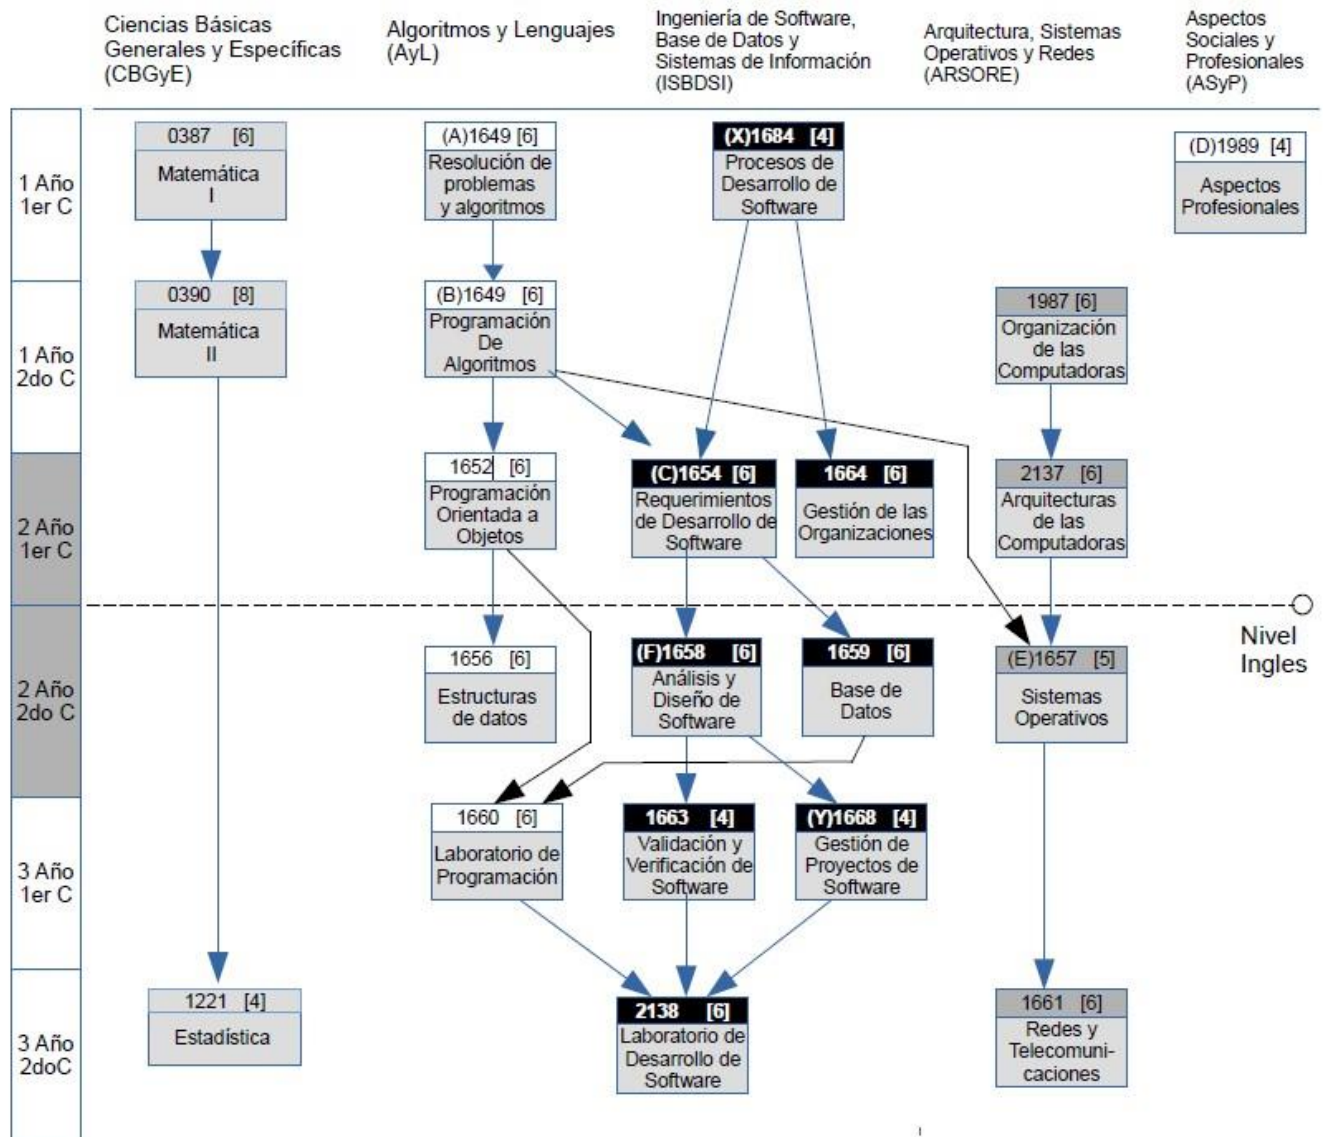 Ciencias Básicas
Generales y Específicas
(CBGyE)
Algoritmos y Lenguajes
(AyL)
Ingeniería de Software,
Base de Datos y
Sistemas de Información
(ISBDSI)
Arquitectura, Sistemas
Operativos y Redes
(ARSORE)
Aspectos
Sociales y
Profesionales
(ASyP)
1 Año
1er C
0387 [6]
Matemática
I
(A)1649 [6]
Resolución de
problemas
y algoritmos
(X)1684 [4]
Procesos de
Desarrollo de
Software
(D)1989 [4]
Aspectos
Profesionales
1 Año
2do C
0390 [8]
Matemática
II
(B)1649 [6]
Programación
De
Algoritmos
1987 [6]
Organización
de las
Computadoras
2 Año
1er C
1652 [6]
Programación
Orientada a
Objetos
(C)1654 [6]
Requerimientos
de Desarrollo de
Software
1664 [6]
Gestión de las
Organizaciones
2137 [6]
Arquitecturas
de las
Computadoras
Nivel
Ingles
2 Año
2do C
1656 [6]
Estructuras
de datos
(F)1658 [6]
Análisis y
Diseño de
Software
1659 [6]
Base de
Datos
(E)1657 [5]
Sistemas
Operativos
3 Año
1er C
1660 [6]
Laboratorio de
Programación
1663 [4]
Validación y
Verificación de
Software
(Y)1668 [4]
Gestión de
Proyectos de
Software
3 Año
2doC
1221 [4]
Estadística
2138 [6]
Laboratorio de
Desarrollo de
Software
1661 [6]
Redes y
Telecomuni-
caciones